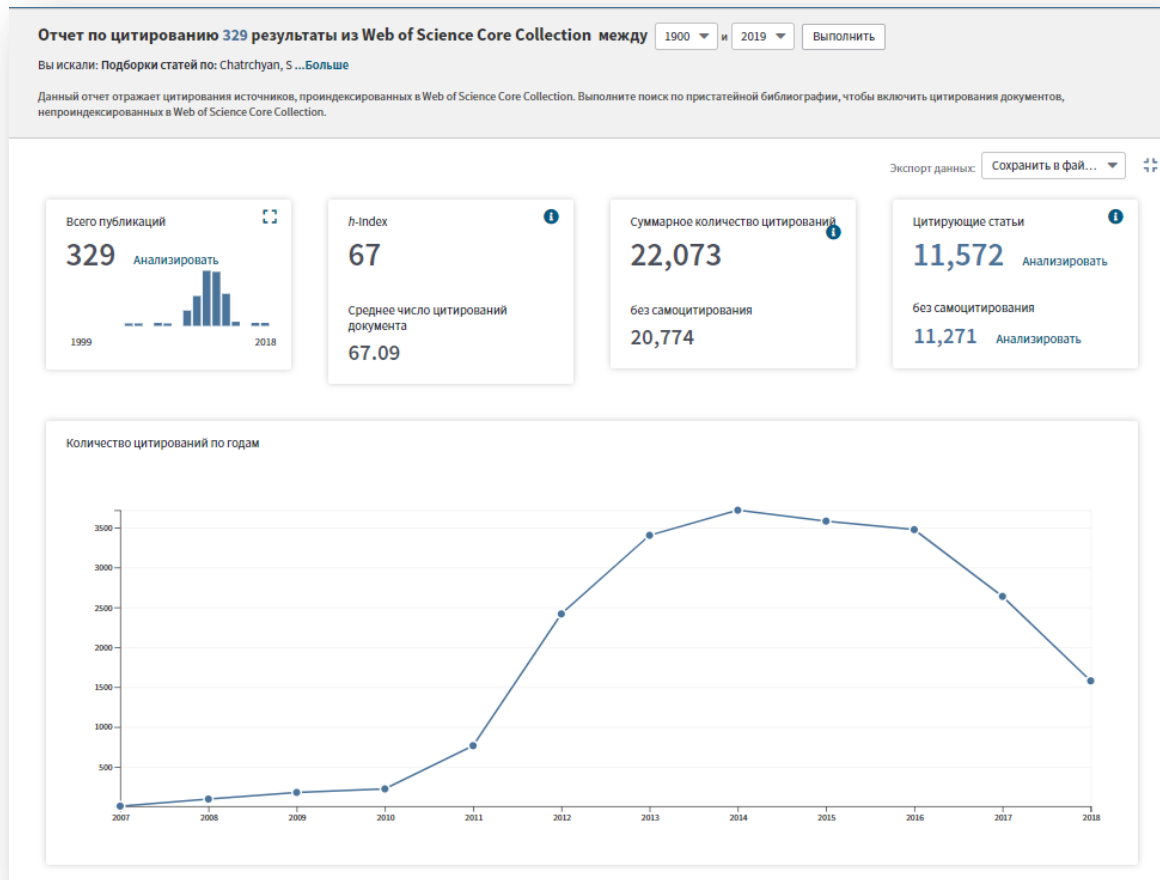 Отчет по цитированию 329 результаты из Web of Science Core Collection между 1900 и 2019 Выполнить
Вы искали: Подборки статей по: Chatrchyan, S ...Больше
Данный отчет отражает цитирования источников, проиндексированных в Web of Science Core Collection. Выполните поиск по пристатейной библиографии, чтобы включить цитирования документов,
непроиндексированных в Web of Science Core Collection.
Экспорт данных: Сохранить в фай...
Всего публикаций
329 Анализировать
1999 2018
h-Index
67
Среднее число цитирований
документа
67.09
Суммарное количество цитирований
22,073
без самоцитирования
20,774
Цитирующие статьи
11,572 Анализировать
без самоцитирования
11,271 Анализировать
Количество цитирований по годам
3500
3000
2500
2000
1500
1000
500
2007 2008 2009 2010 2011 2012 2013 2014 2015 2016 2017 2018